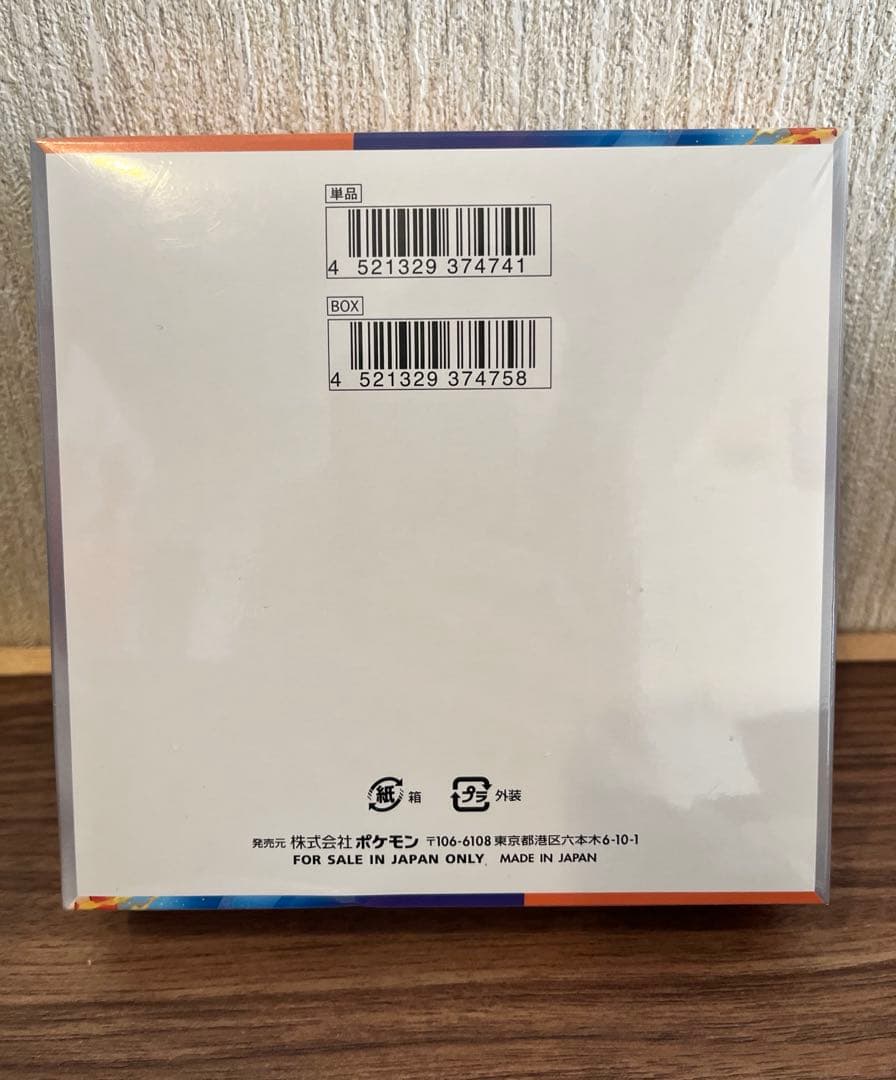 単品
4 521329 374741
BOX
4 521329 374758
紙 箱 プラ 外装
発売元 株式会社 ポケモン 〒106-6108 東京都港区六本木6-10-1
FOR SALE IN JAPAN ONLY. MADE IN JAPAN